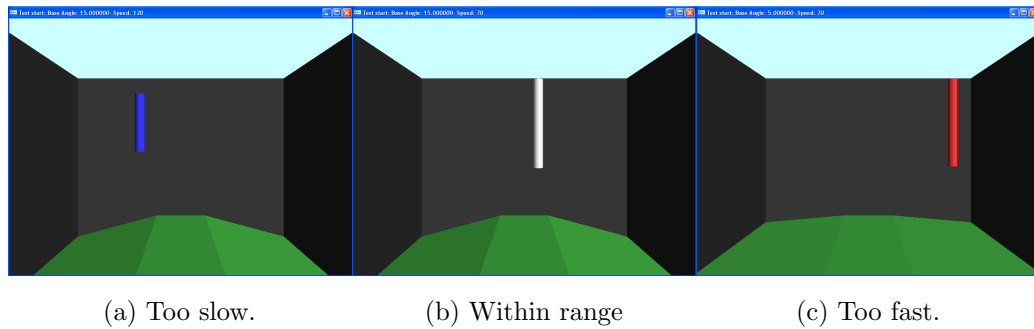 Test start: Base Angle: 15.000000- Speed: 120
Test start: Base Angle: 15.000000- Speed: 70
Test start: Base Angle: 5.000000- Speed: 70
(a) Too slow.
(b) Within range
(c) Too fast.